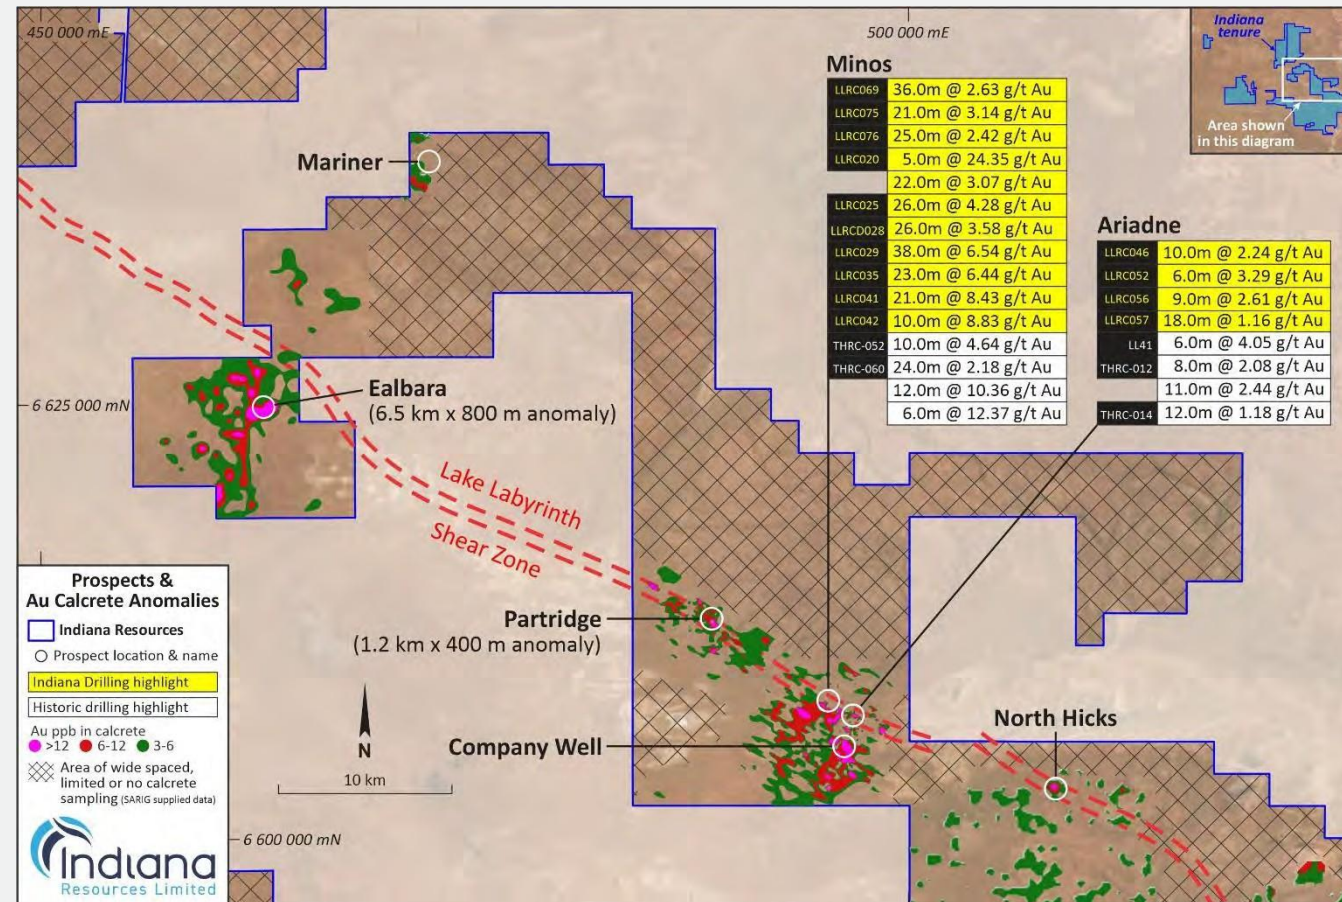 450 000 mE
500 000 mE
Indiana
tenure
Area shown
in this diagram
Minos
LLRC069 36.0m @ 2.63 g/t Au
LLRC075 21.0m @ 3.14 g/t Au
LLRC076 25.0m @ 2.42 g/t Au
LLRC020 5.0m @ 24.35 g/t Au
22.0m @ 3.07 g/t Au
LLRC025 26.0m @ 4.28 g/t Au
LLRCD028 26.0m @ 3.58 g/t Au
LLRC029 38.0m @ 6.54 g/t Au
LLRC035 23.0m @ 6.44 g/t Au
LLRC041 21.0m @ 8.43 g/t Au
LLRC042 10.0m @ 8.83 g/t Au
THRC-052 10.0m @ 4.64 g/t Au
THRC-060 24.0m @ 2.18 g/t Au
12.0m @ 10.36 g/t Au
6.0m @ 12.37 g/t Au
Ariadne
LLRC046 10.0m @ 2.24 g/t Au
LLRC052 6.0m @ 3.29 g/t Au
LLRC056 9.0m @ 2.61 g/t Au
LLRC057 18.0m @ 1.16 g/t Au
LL41 6.0m @ 4.05 g/t Au
THRC-012 8.0m @ 2.08 g/t Au
11.0m @ 2.44 g/t Au
THRC-014 12.0m @ 1.18 g/t Au
Mariner
Ealbara
(6.5 km x 800 m anomaly)
6 625 000 mN
Lake Labyrinth
Shear Zone
Partridge
(1.2 km x 400 m anomaly)
Company Well
North Hicks
N
10 km
6 600 000 mN
Prospects &
Au Calcrete Anomalies
Indiana Resources
Prospect location & name
Indiana Drilling highlight
Historic drilling highlight
Au ppb in calcrete
>12 6-12 3-6
Area of wide spaced,
limited or no calcrete
sampling (SARIG supplied data)
Indiana
Resources Limited